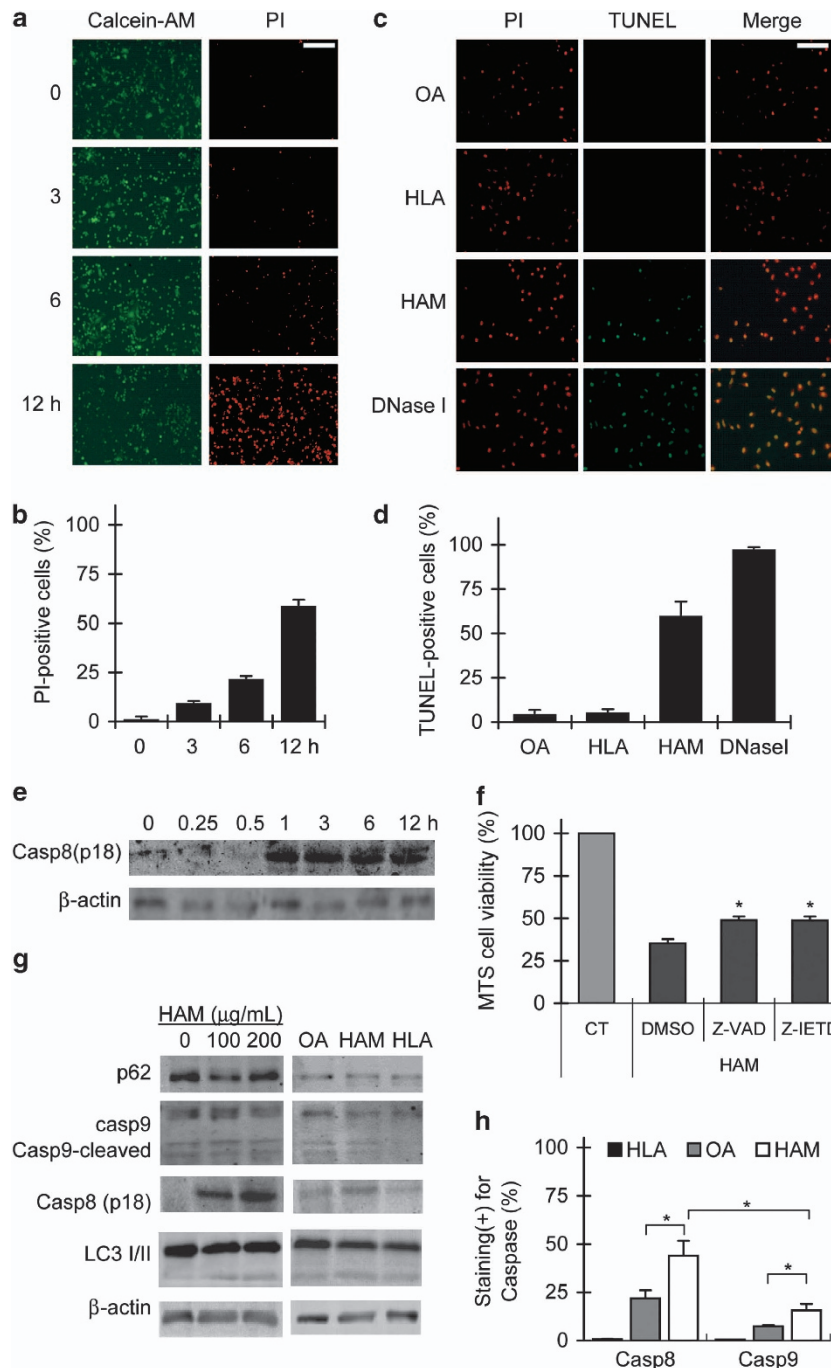 a
Calcein-AM PI
0
3
6
12 h
c
PI TUNEL Merge
OA
HLA
HAM
DNase I
b
PI-positive cells (%)
100
75
50
25
0
0 3 6 12 h
d
TUNEL-positive cells (%)
100
75
50
25
0
OA HLA HAM DNaseI
e
0 0.25 0.5 1 3 6 12 h
Casp8(p18)
β-actin
f
MTS cell viability (%)
100
75
50
25
0
* *
CT DMSO Z-VAD Z-IETD
HAM
g
HAM (μg/mL)
0 100 200 OA HAM HLA
p62
casp9
Casp9-cleaved
Casp8 (p18)
LC3 I/II
β-actin
h
Staining(+) for
Caspase (%)
100
75
50
25
0
HLA OA HAM
* * *
Casp8 Casp9